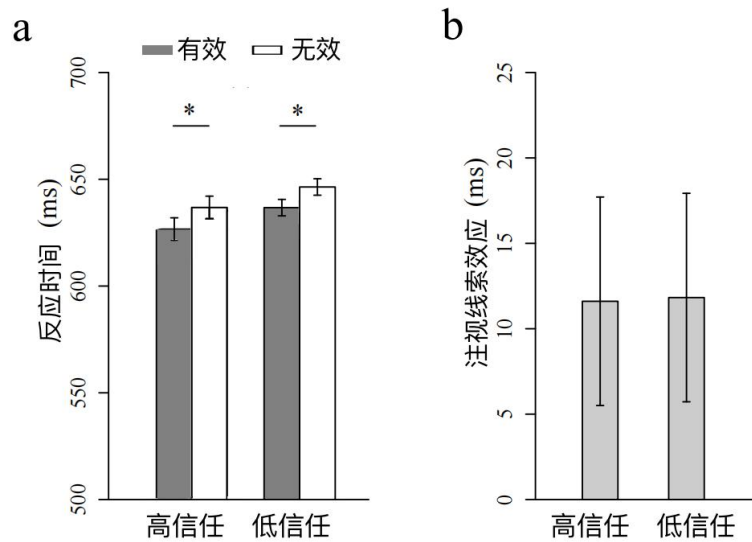 a
有效 无效
700
650
600
550
500
反应时间 (ms)
*
*
高信任 低信任
b
25
20
15
10
5
0
注视线索效应 (ms)
高信任 低信任